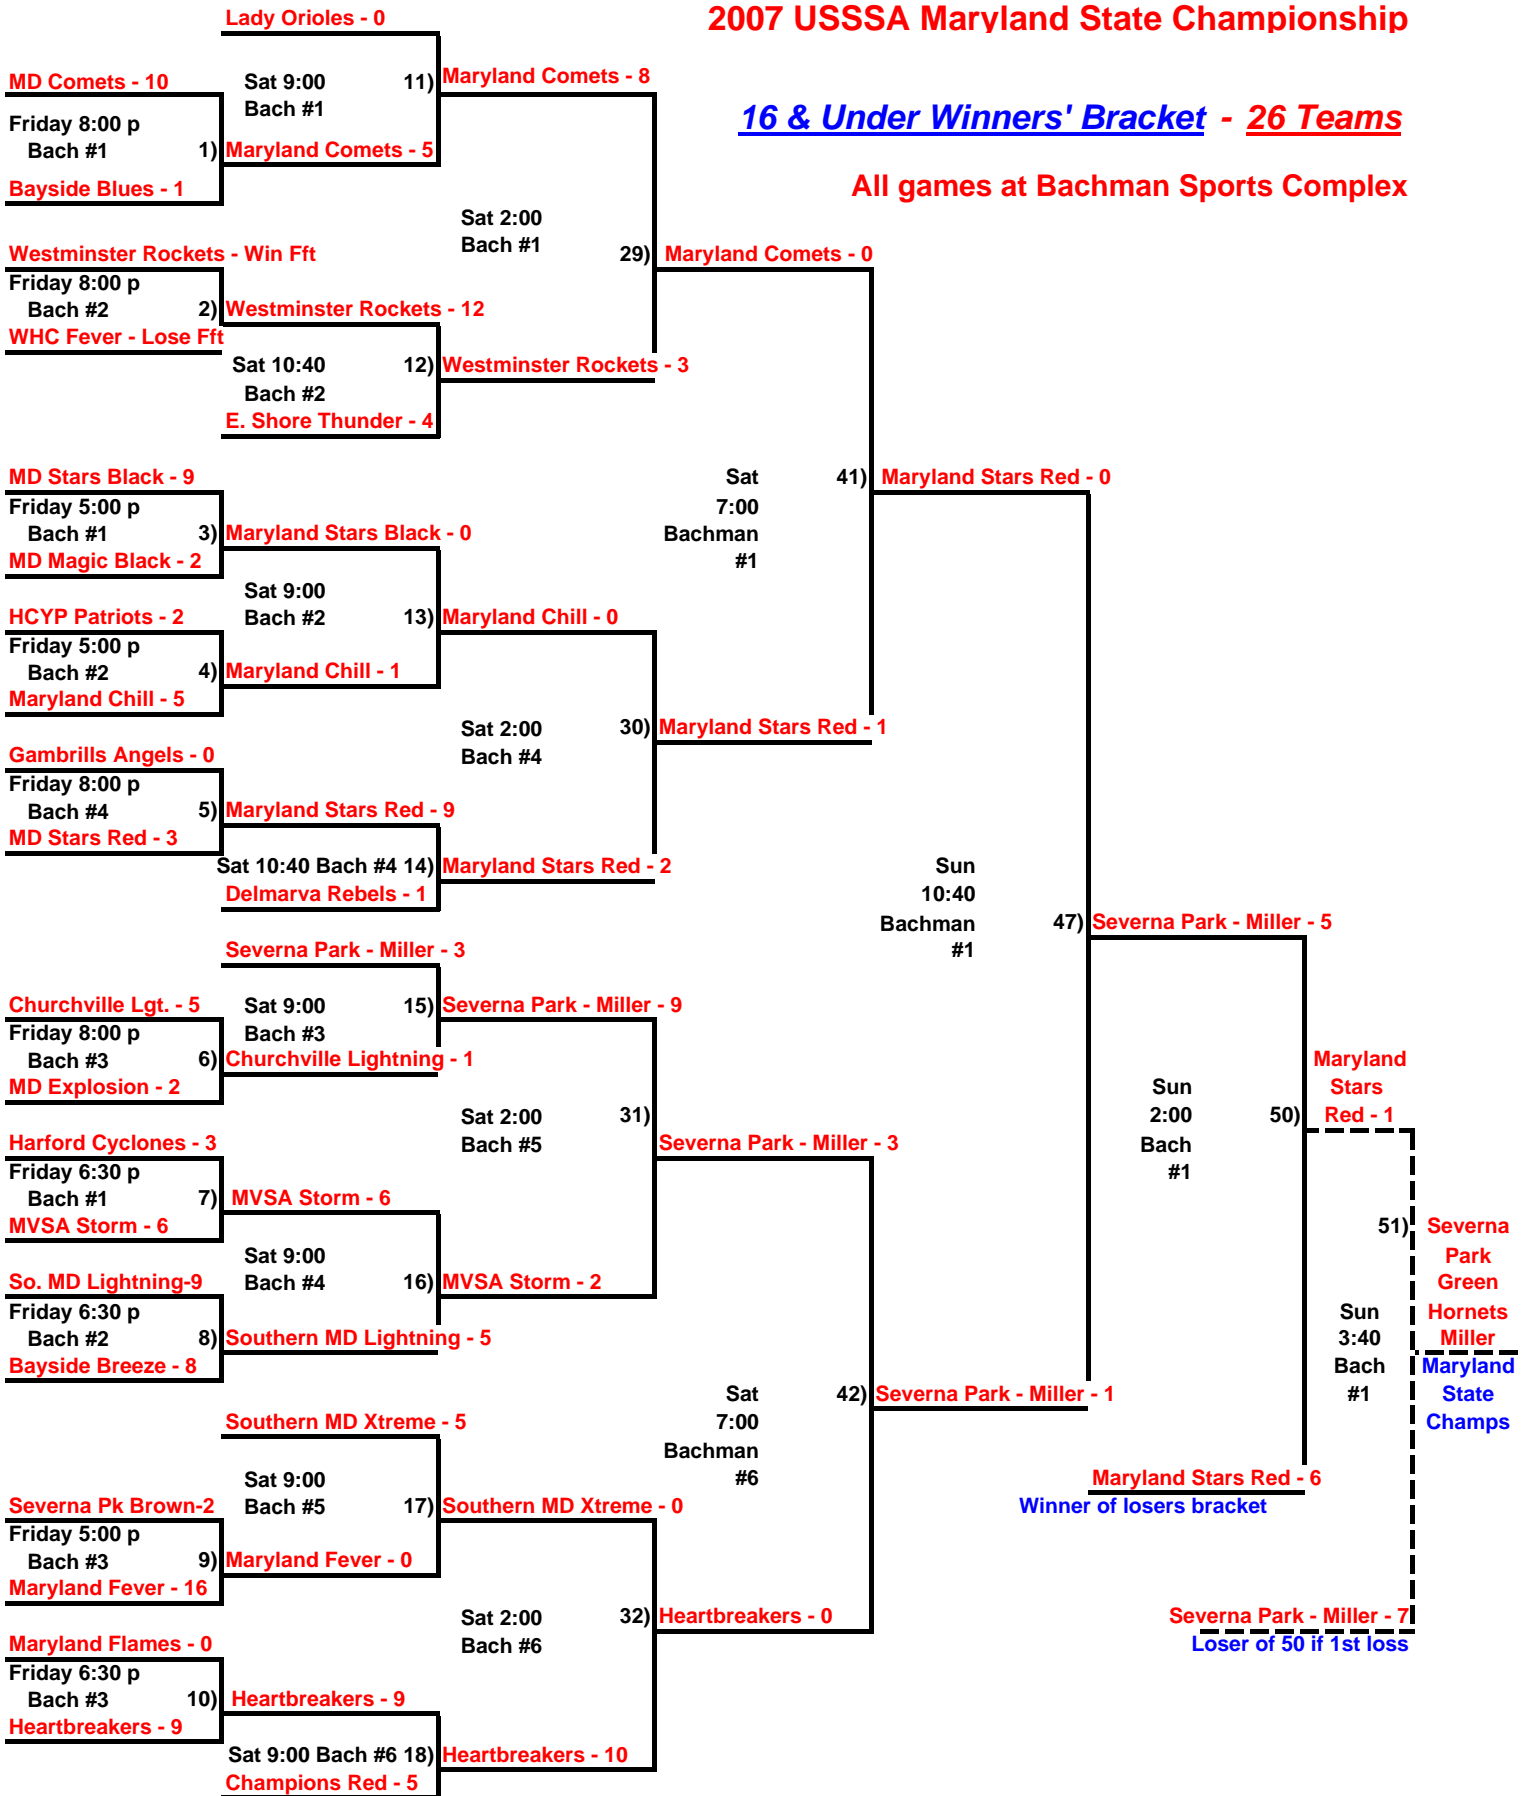 Lady Orioles - 0
2007 USSSA Maryland State Championship
MD Comets - 10
Sat 9:00
11)
Maryland Comets - 8
Bach #1
16 & Under Winners' Bracket - 26 Teams
Friday 8:00 p
Bach #1
1)
Maryland Comets - 5
Bayside Blues - 1
All games at Bachman Sports Complex
Sat 2:00
Bach #1
Westminster Rockets - Win Fft
29)
Maryland Comets - 0
Friday 8:00 p
Bach #2
2)
Westminster Rockets - 12
WHC Fever - Lose Fft
Sat 10:40
12)
Westminster Rockets - 3
Bach #2
E. Shore Thunder - 4
MD Stars Black - 9
Sat
41)
Maryland Stars Red - 0
Friday 5:00 p
7:00
Bach #1
3)
Maryland Stars Black - 0
Bachman
MD Magic Black - 2
#1
Sat 9:00
HCYP Patriots - 2
Bach #2
13)
Maryland Chill - 0
Friday 5:00 p
Bach #2
4)
Maryland Chill - 1
Maryland Chill - 5
Sat 2:00
30)
Maryland Stars Red - 1
Gambrills Angels - 0
Bach #4
Friday 8:00 p
Bach #4
5)
Maryland Stars Red - 9
MD Stars Red - 3
Sat 10:40 Bach #4 14)
Maryland Stars Red - 2
Sun
Delmarva Rebels - 1
10:40
Bachman
47)
Severna Park - Miller - 5
#1
Severna Park - Miller - 3
Churchville Lgt. - 5
Sat 9:00
15)
Severna Park - Miller - 9
Friday 8:00 p
Bach #3
Bach #3
6)
Churchville Lightning - 1
Maryland
MD Explosion - 2
Sun
Stars
Sat 2:00
31)
2:00
50)
Red - 1
Harford Cyclones - 3
Bach #5
Severna Park - Miller - 3
Bach
Friday 6:30 p
#1
Bach #1
7)
MVSA Storm - 6
MVSA Storm - 6
51)
Severna
Sat 9:00
Park
So. MD Lightning-9
Bach #4
16)
MVSA Storm - 2
Green
Friday 6:30 p
Sun
Hornets
Bach #2
8)
Southern MD Lightning - 5
3:40
Miller
Bayside Breeze - 8
Bach
Maryland
Sat
42)
Severna Park - Miller - 1
#1
State
Southern MD Xtreme - 5
7:00
Champs
Bachman
Sat 9:00
#6
Maryland Stars Red - 6
Severna Pk Brown-2
Bach #5
17)
Southern MD Xtreme - 0
Winner of losers bracket
Friday 5:00 p
Bach #3
9)
Maryland Fever - 0
Maryland Fever - 16
Sat 2:00
32)
Heartbreakers - 0
Severna Park - Miller - 7
Maryland Flames - 0
Bach #6
Loser of 50 if 1st loss
Friday 6:30 p
Bach #3
10)
Heartbreakers - 9
Heartbreakers - 9
Sat 9:00 Bach #6 18)
Heartbreakers - 10
Champions Red - 5